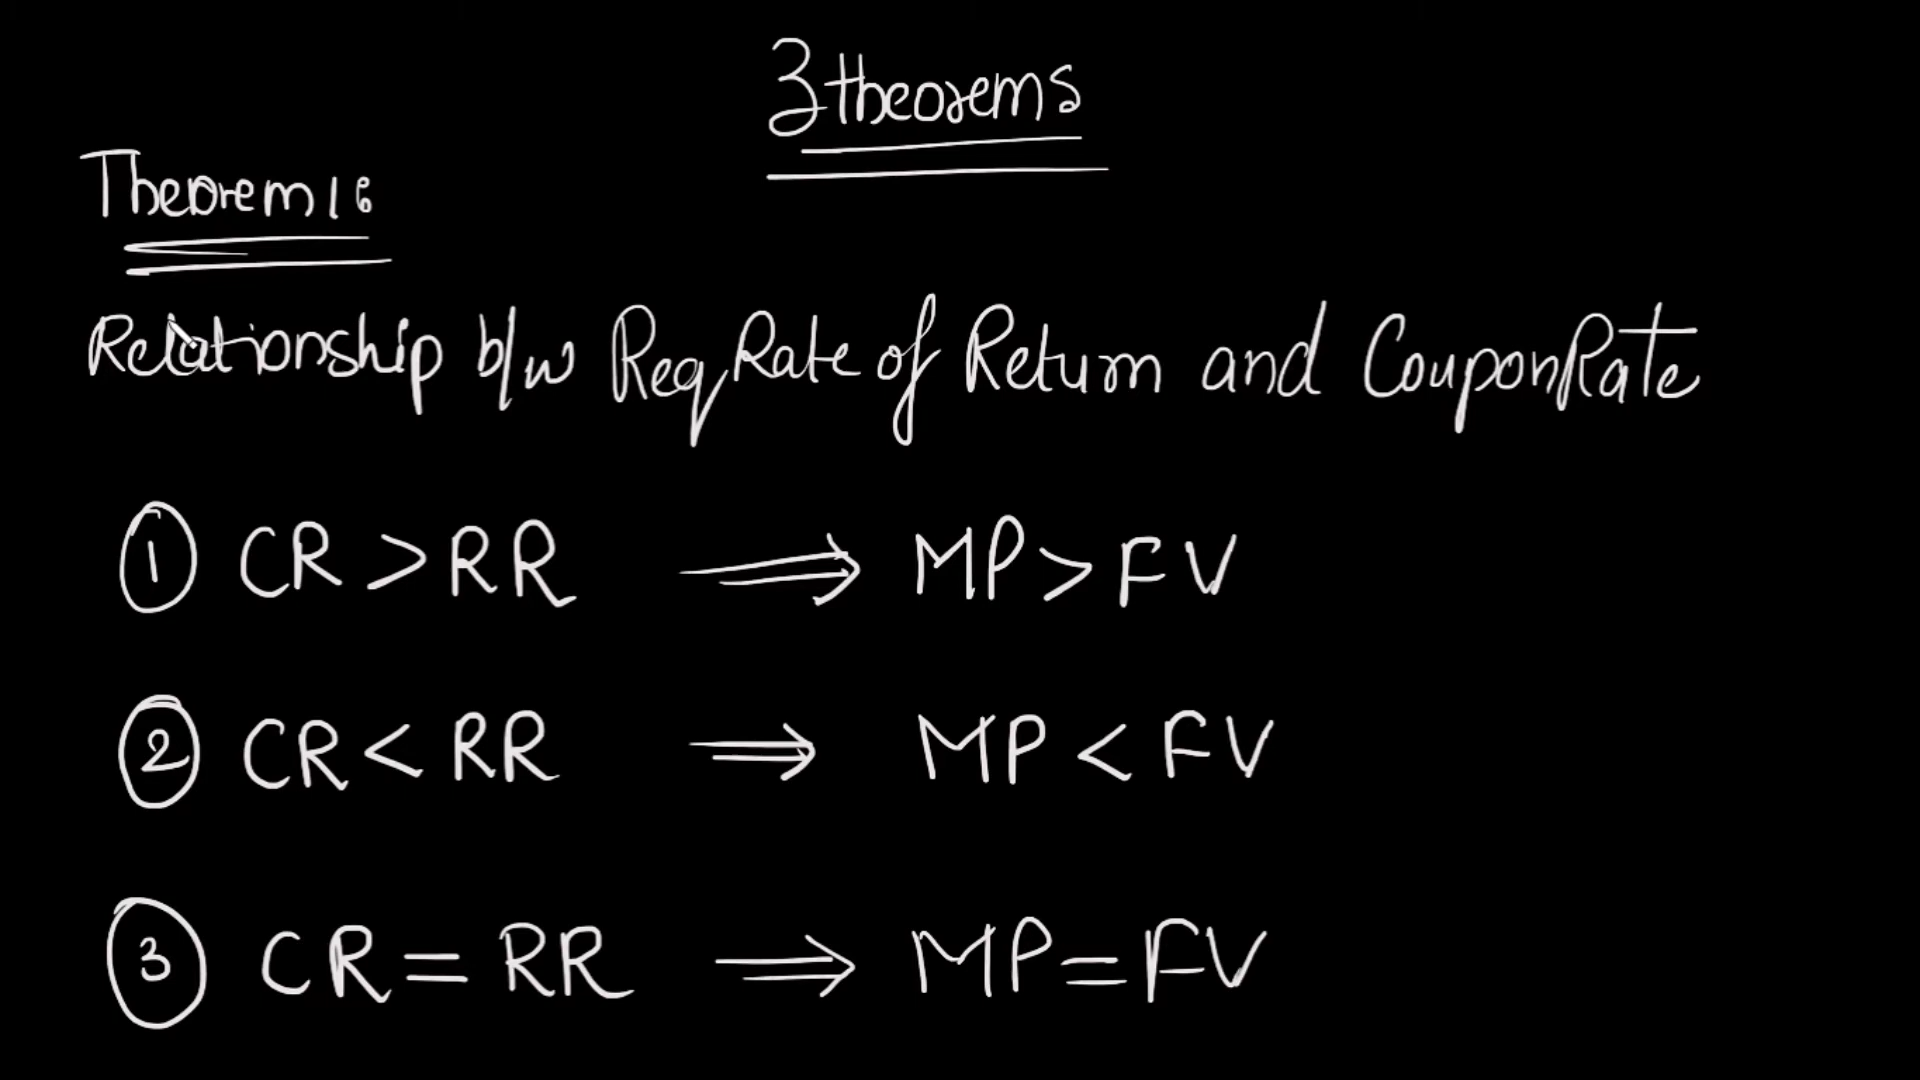 3 theorems
Theorem 1:
Relationship b/w Req Rate of Return and Coupon Rate
① CR > RR ⟹ MP > FV
② CR < RR ⟹ MP < FV
③ CR = RR ⟹ MP = FV